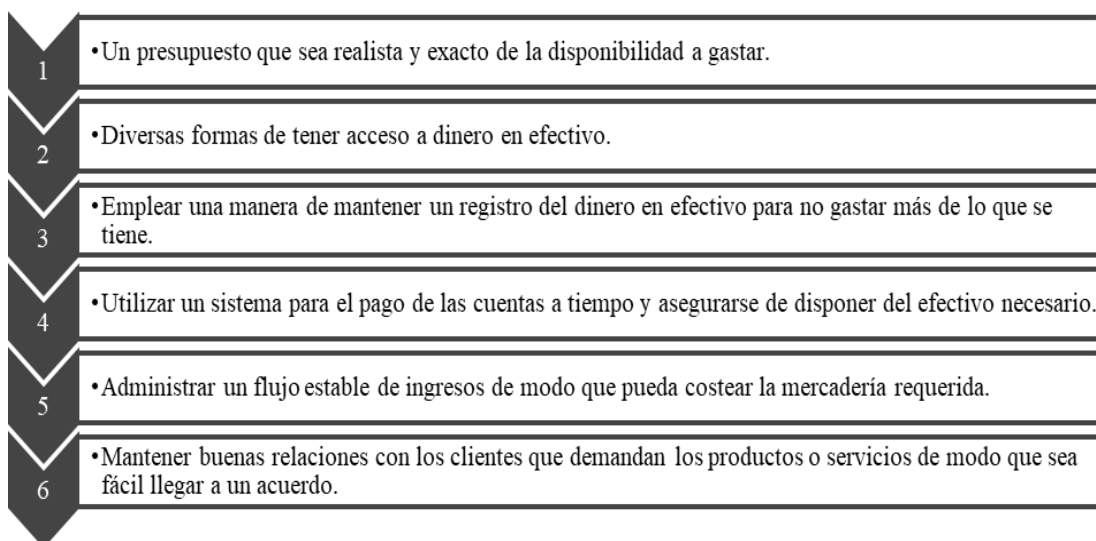 1
•Un presupuesto que sea realista y exacto de la disponibilidad a gastar.
2
•Diversas formas de tener acceso a dinero en efectivo.
3
•Emplear una manera de mantener un registro del dinero en efectivo para no gastar más de lo que se
tiene.
4
•Utilizar un sistema para el pago de las cuentas a tiempo y asegurarse de disponer del efectivo necesario.
5
•Administrar un flujo estable de ingresos de modo que pueda costear la mercadería requerida.
6
•Mantener buenas relaciones con los clientes que demandan los productos o servicios de modo que sea
fácil llegar a un acuerdo.